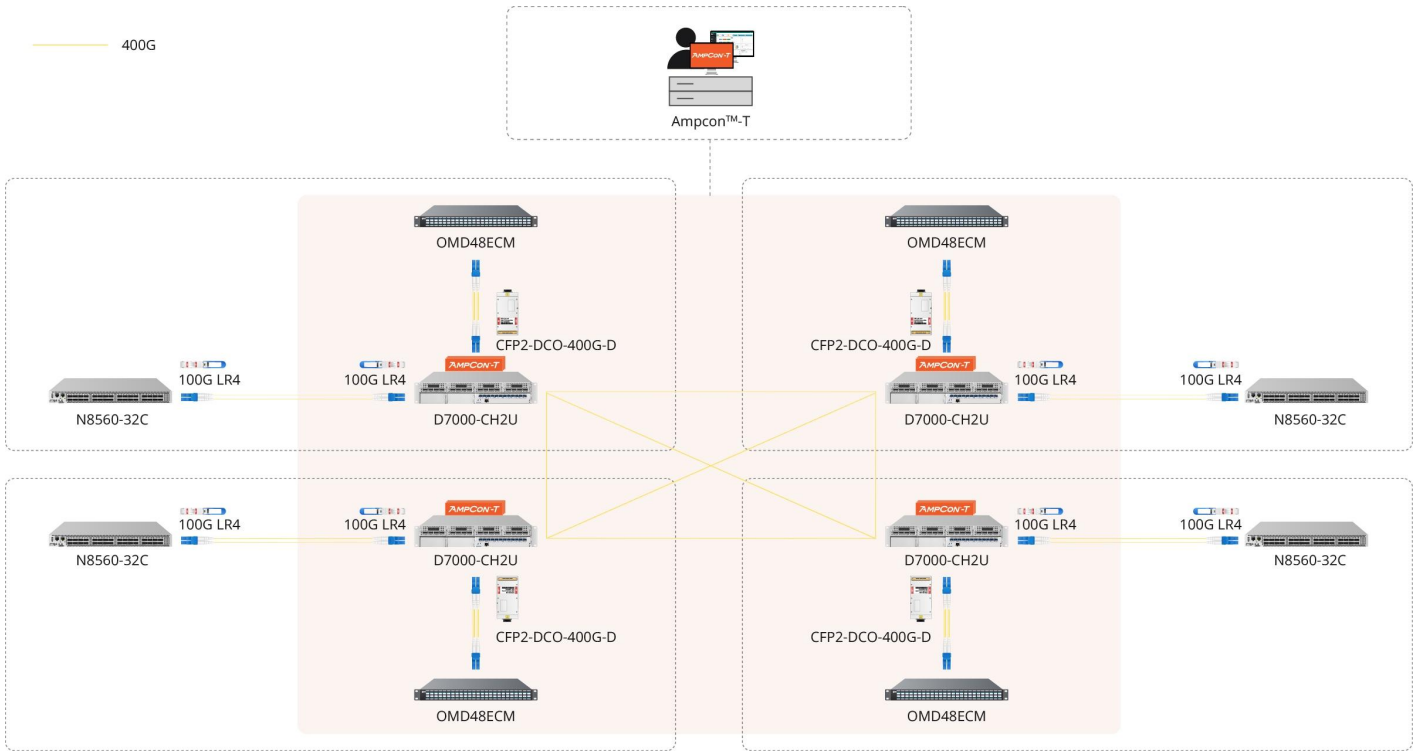 400G
AMPCON-T
Ampcon™-T
OMD48ECM
OMD48ECM
CFP2-DCO-400G-D
CFP2-DCO-400G-D
AMPCON-T
AMPCON-T
100G LR4
100G LR4
100G LR4
100G LR4
N8560-32C
D7000-CH2U
D7000-CH2U
N8560-32C
AMPCON-T
AMPCON-T
100G LR4
100G LR4
100G LR4
100G LR4
N8560-32C
D7000-CH2U
D7000-CH2U
N8560-32C
CFP2-DCO-400G-D
CFP2-DCO-400G-D
OMD48ECM
OMD48ECM